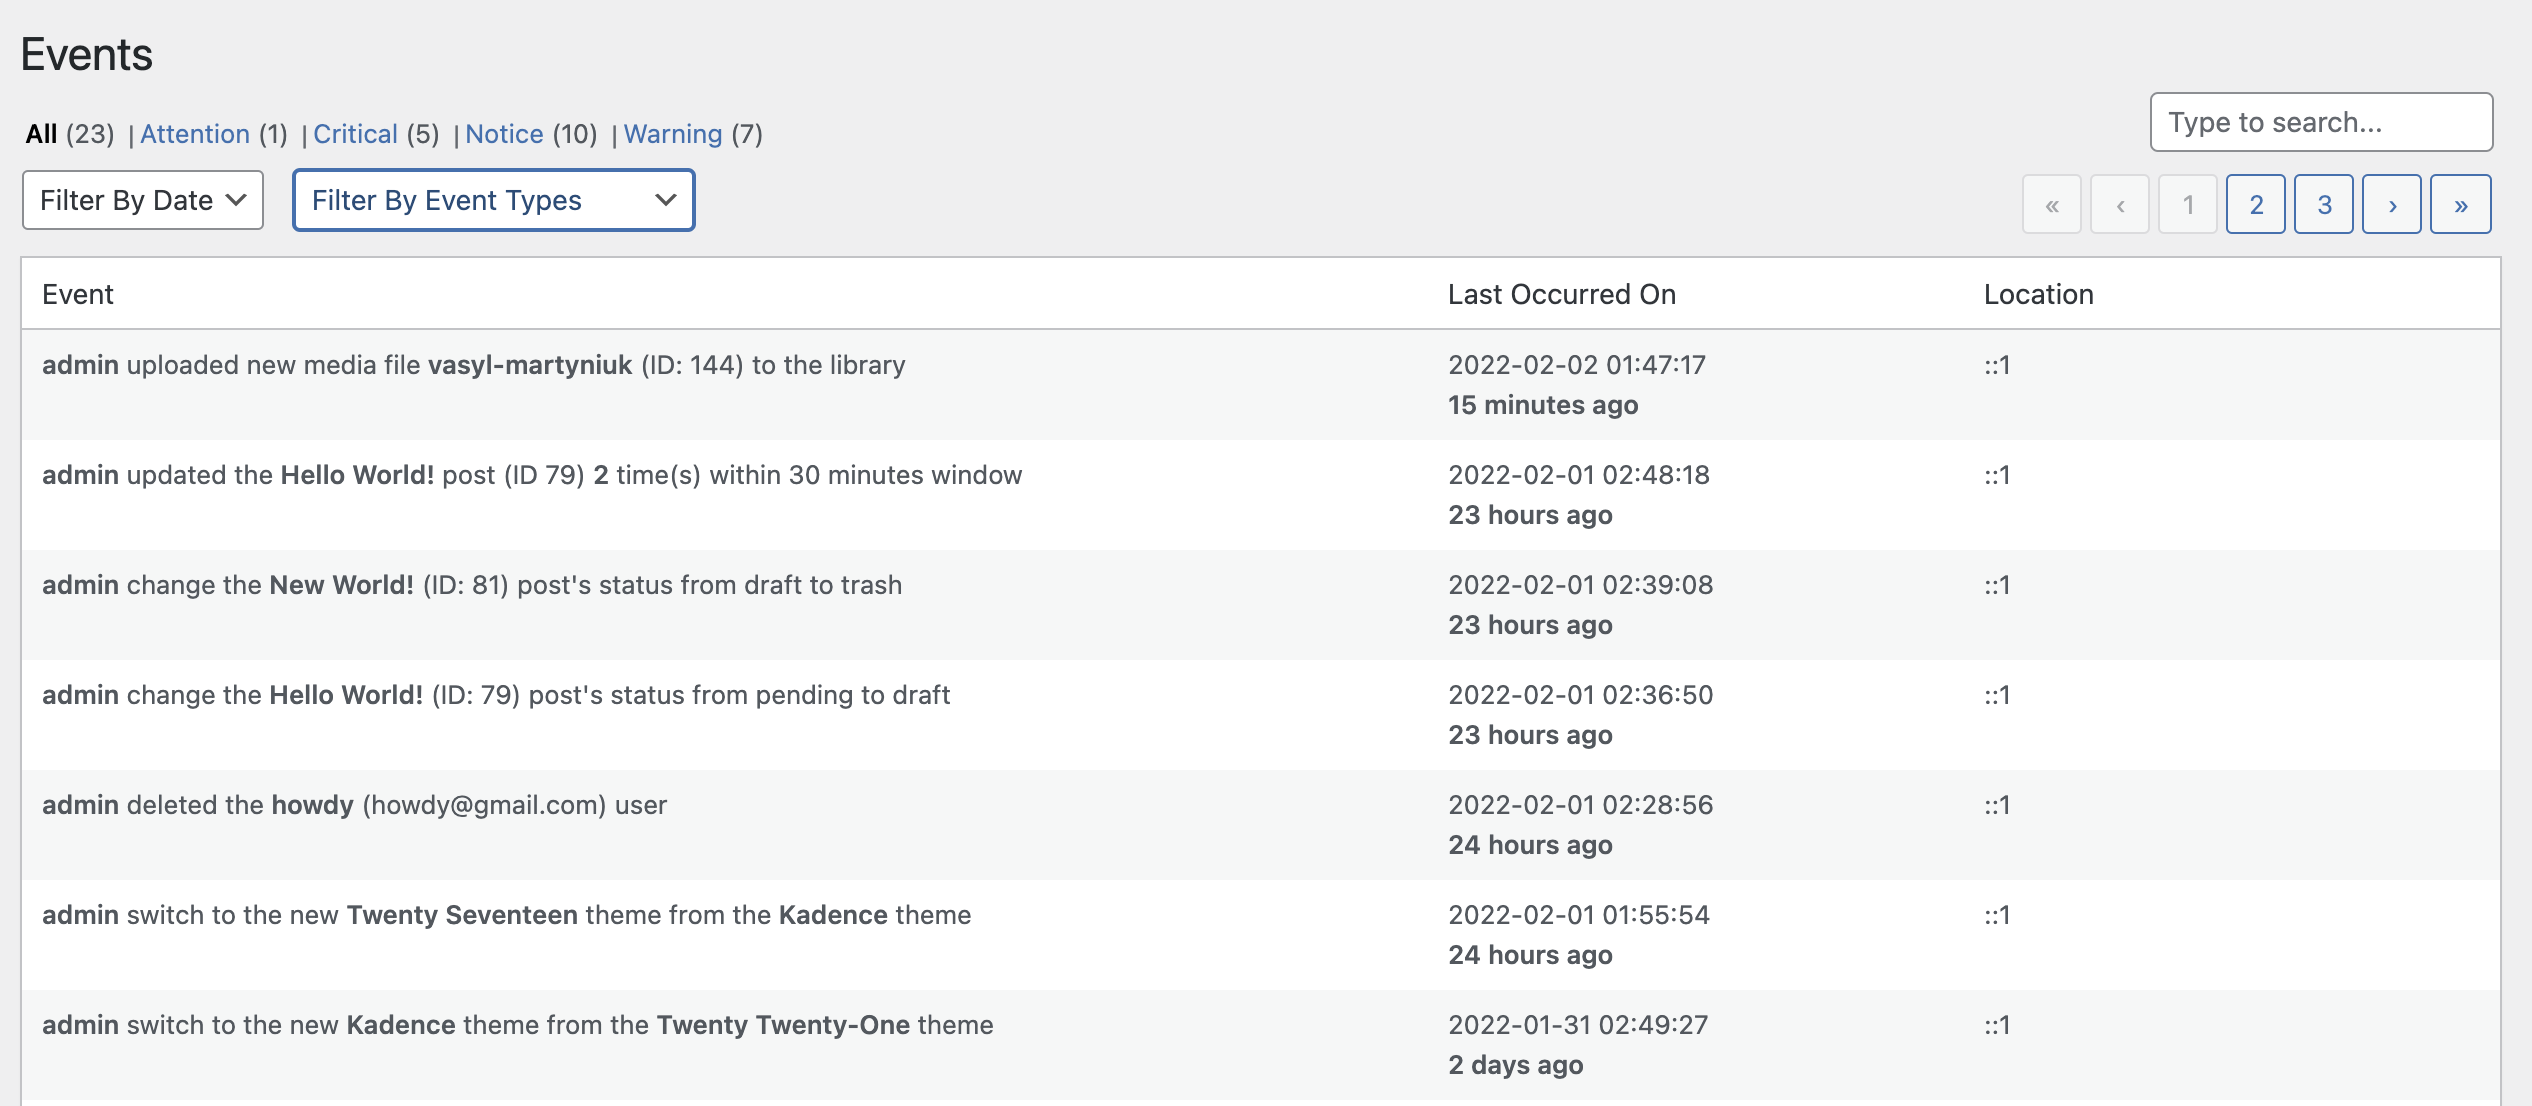 Events
All (23) | Attention (1) | Critical (5) | Notice (10) | Warning (7)
Type to search...
Filter By Date Filter By Event Types
« ‹ 1 2 3 › »
Event Last Occurred On Location
admin uploaded new media file vasyl-martyniuk (ID: 144) to the library 2022-02-02 01:47:17 ::1
15 minutes ago
admin updated the Hello World! post (ID 79) 2 time(s) within 30 minutes window 2022-02-01 02:48:18 ::1
23 hours ago
admin change the New World! (ID: 81) post's status from draft to trash 2022-02-01 02:39:08 ::1
23 hours ago
admin change the Hello World! (ID: 79) post's status from pending to draft 2022-02-01 02:36:50 ::1
23 hours ago
admin deleted the howdy (howdy@gmail.com) user 2022-02-01 02:28:56 ::1
24 hours ago
admin switch to the new Twenty Seventeen theme from the Kadence theme 2022-02-01 01:55:54 ::1
24 hours ago
admin switch to the new Kadence theme from the Twenty Twenty-One theme 2022-01-31 02:49:27 ::1
2 days ago